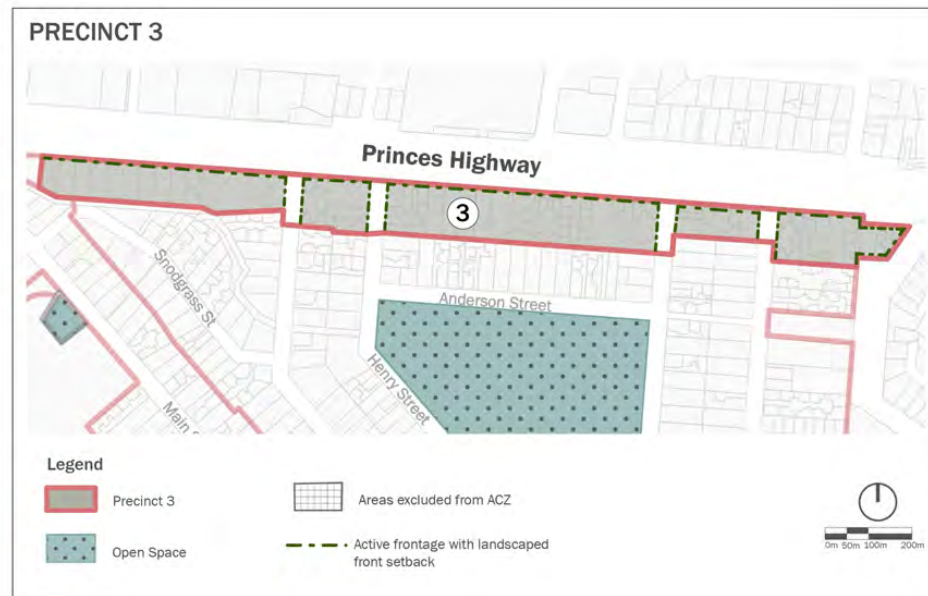 PRECINCT 3
Princes Highway
3
Snodgrass St
Anderson Street
Henry Street
Main
Legend
Precinct 3
Areas excluded from ACZ
Open Space
Active frontage with landscaped
front setback
0m 50m 100m 200m